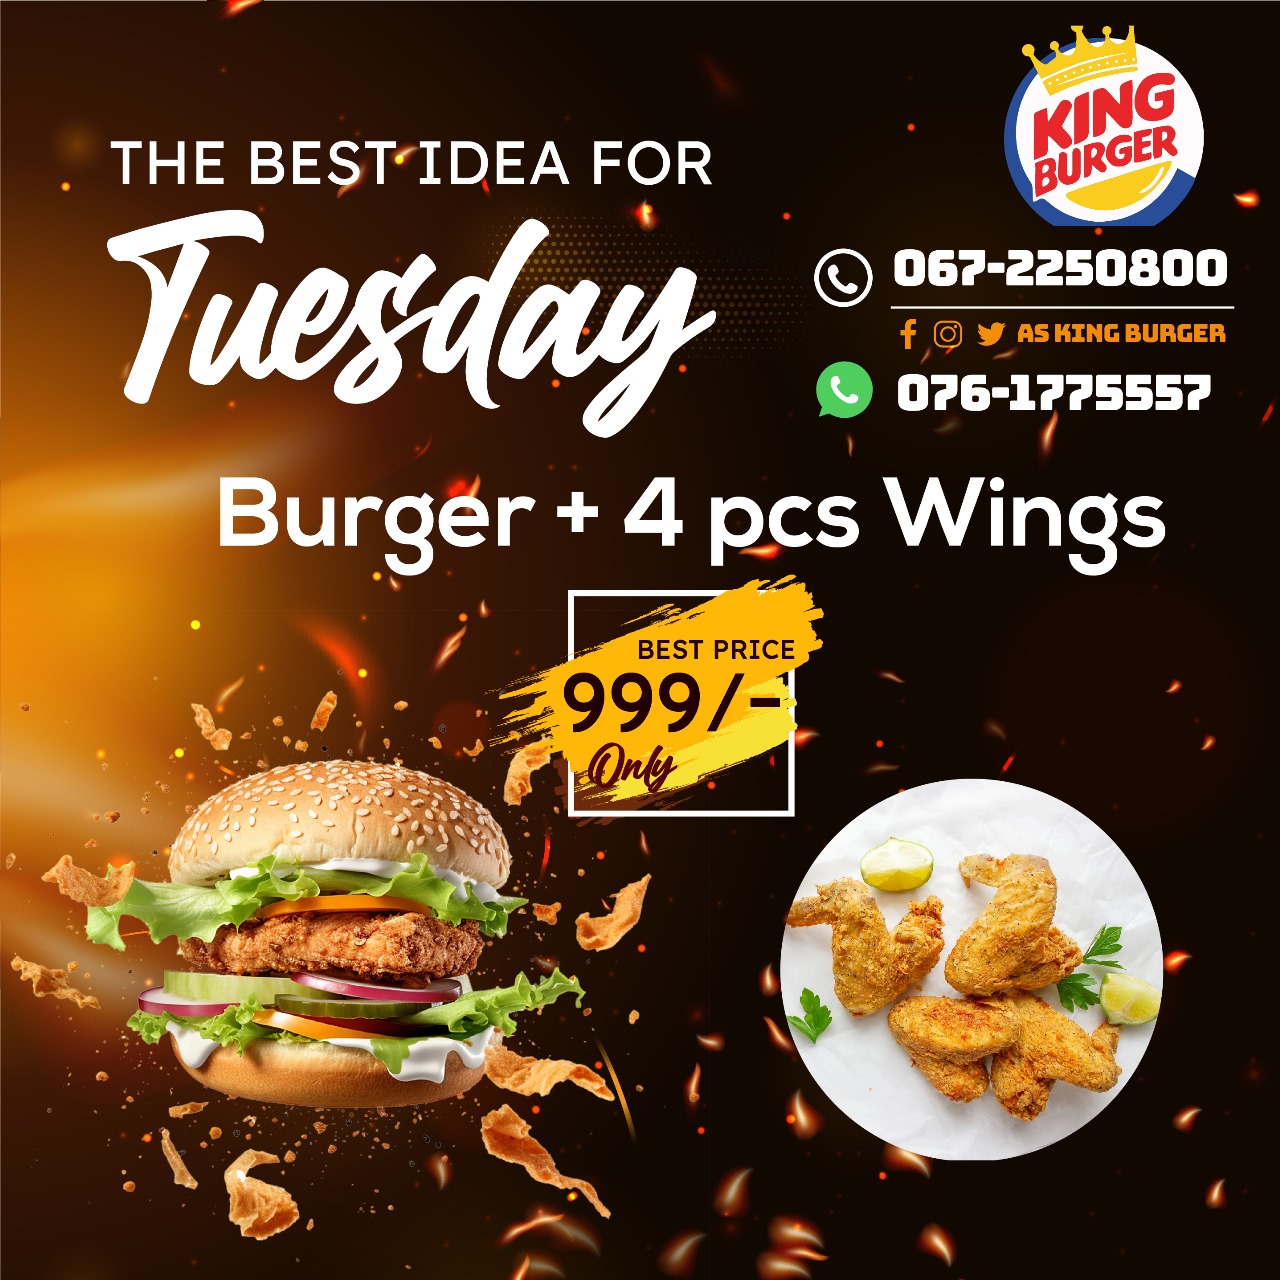 KING
BURGER
THE BEST IDEA FOR
Tuesday
067-2250800
AS KING BURGER
076-1775557
Burger + 4 pcs Wings
BEST PRICE
999/-
Only